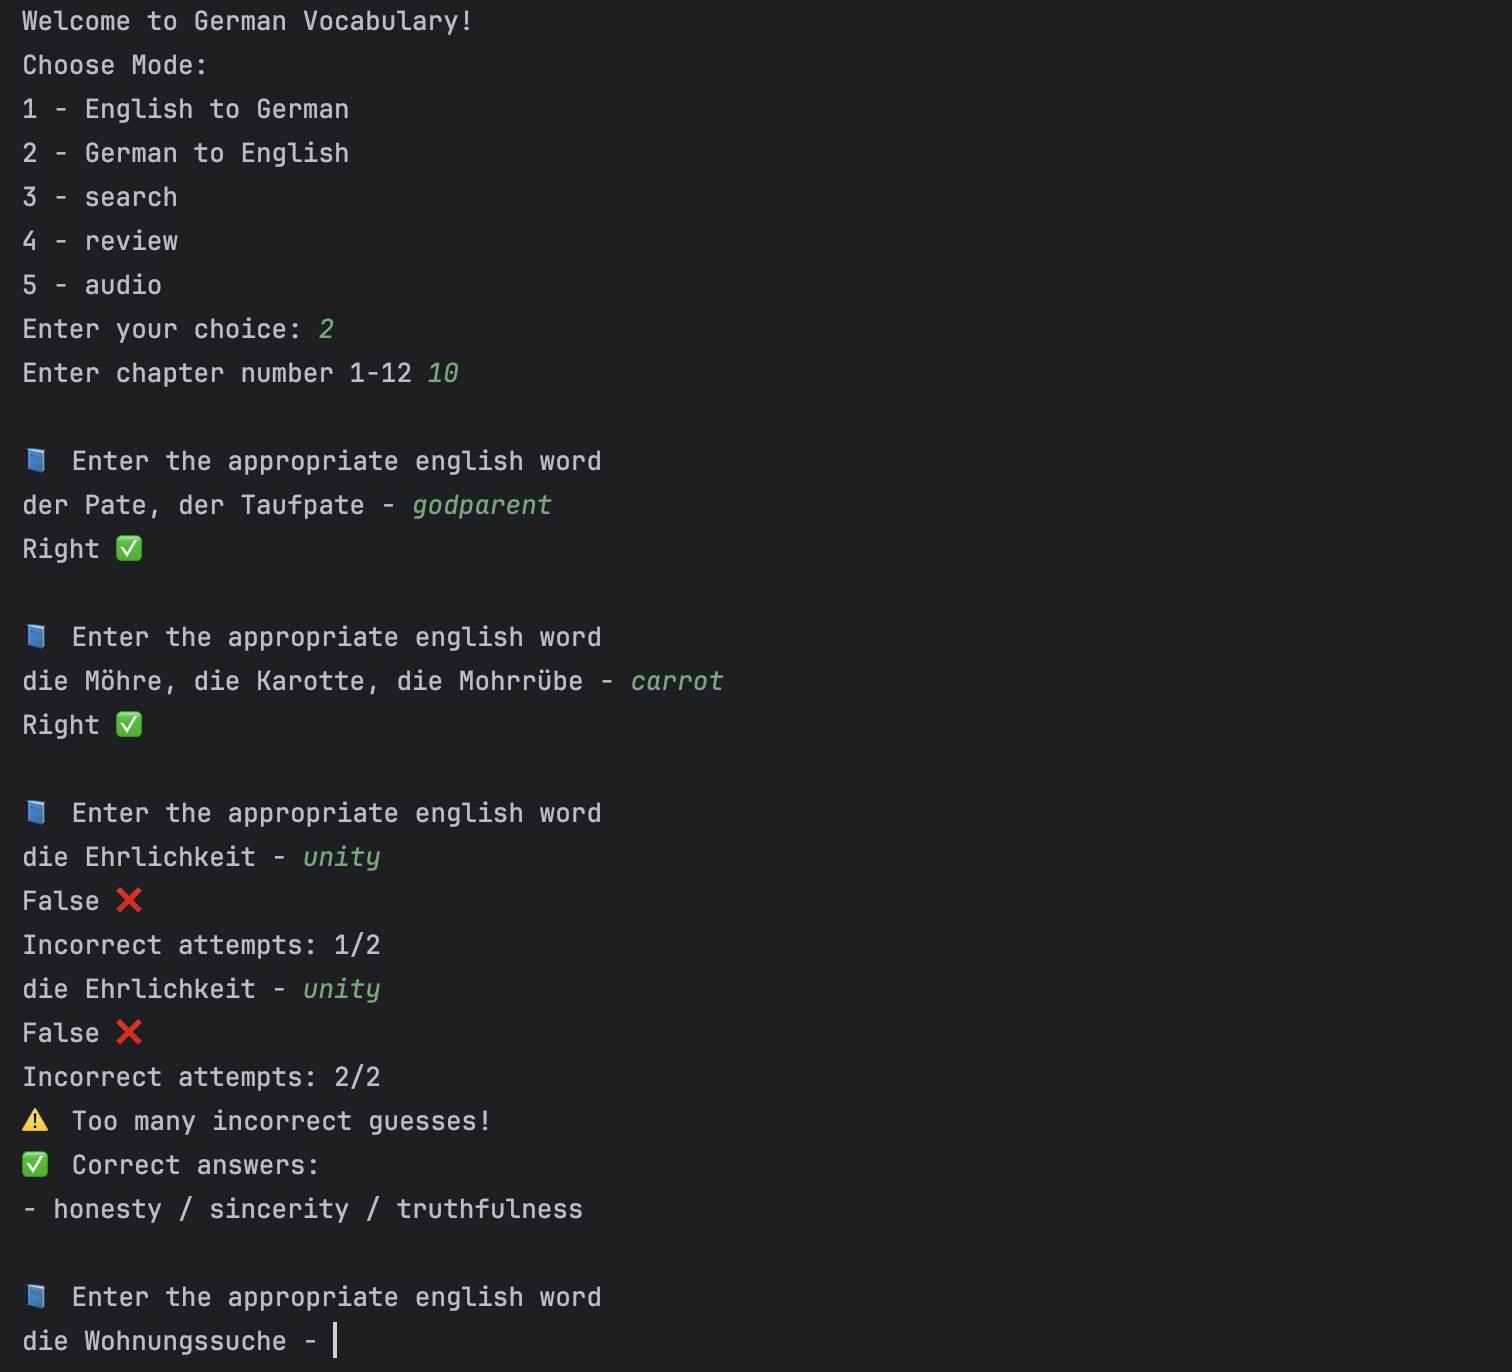 Welcome to German Vocabulary!
Choose Mode:
1 - English to German
2 - German to English
3 - search
4 - review
5 - audio
Enter your choice: 2
Enter chapter number 1-12 10
📘 Enter the appropriate english word
der Pate, der Taufpate - godparent
Right ✅
📘 Enter the appropriate english word
die Möhre, die Karotte, die Mohrrübe - carrot
Right ✅
📘 Enter the appropriate english word
die Ehrlichkeit - unity
False ❌
Incorrect attempts: 1/2
die Ehrlichkeit - unity
False ❌
Incorrect attempts: 2/2
⚠️ Too many incorrect guesses!
✅ Correct answers:
- honesty / sincerity / truthfulness
📘 Enter the appropriate english word
die Wohnungssuche -